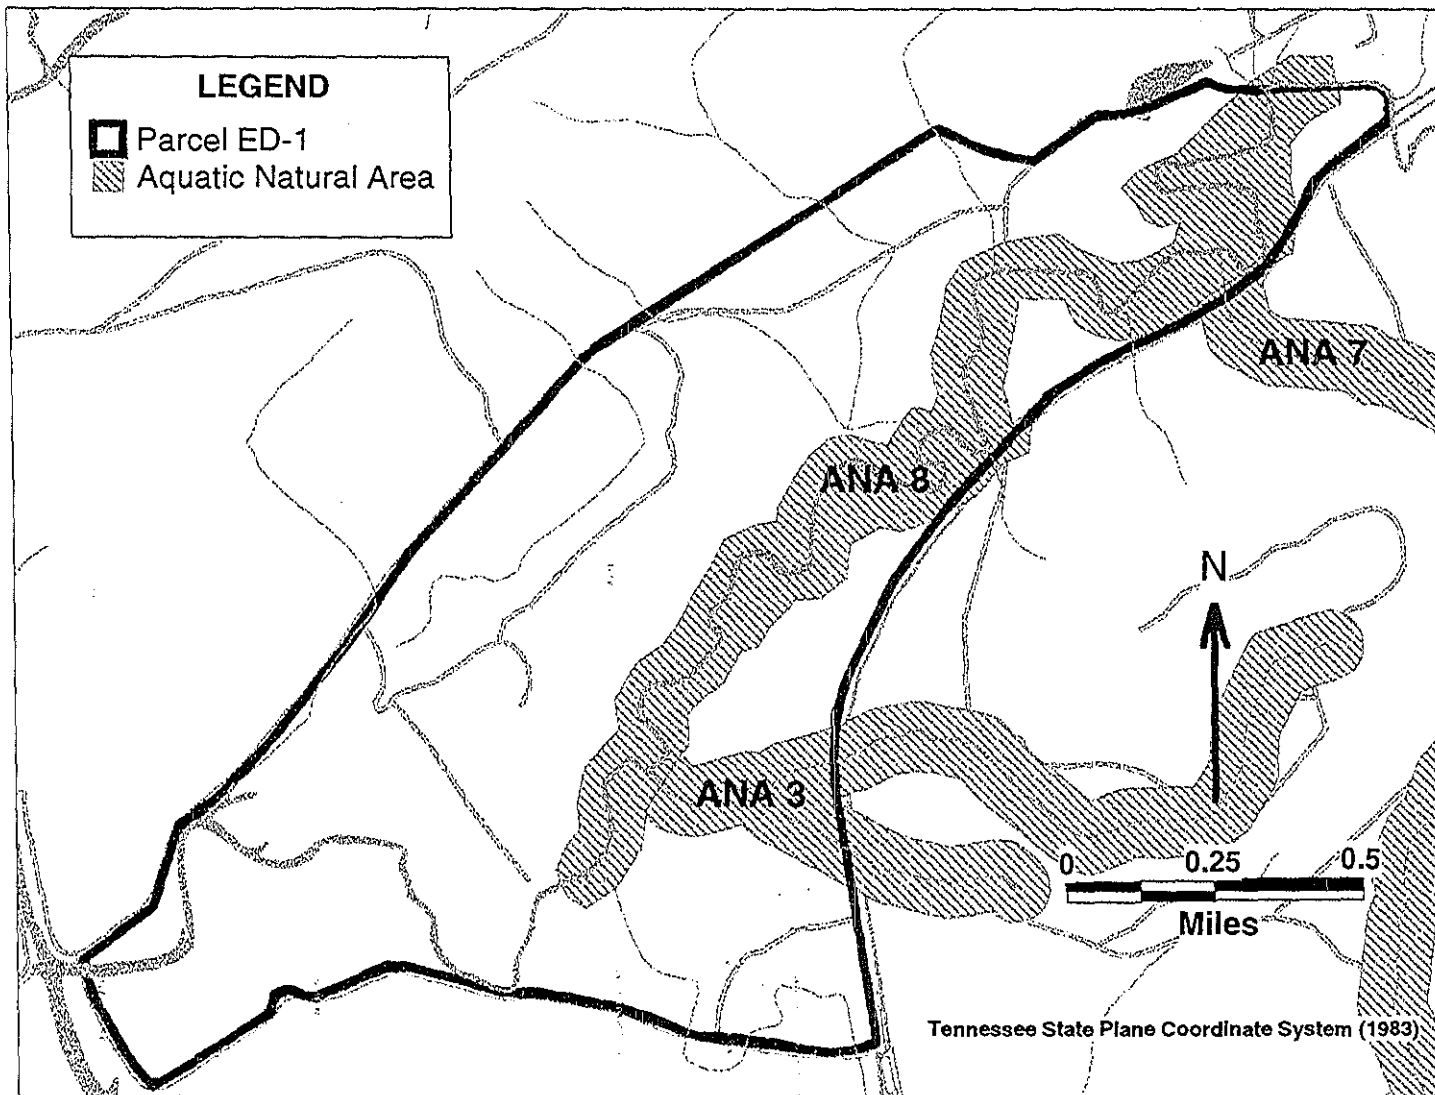 LEGEND
Parcel ED-1
Aquatic Natural Area
ANA 7
ANA 8
N
ANA 3
0 0.25 0.5
Miles
Tennessee State Plane Coordinate System (1983)